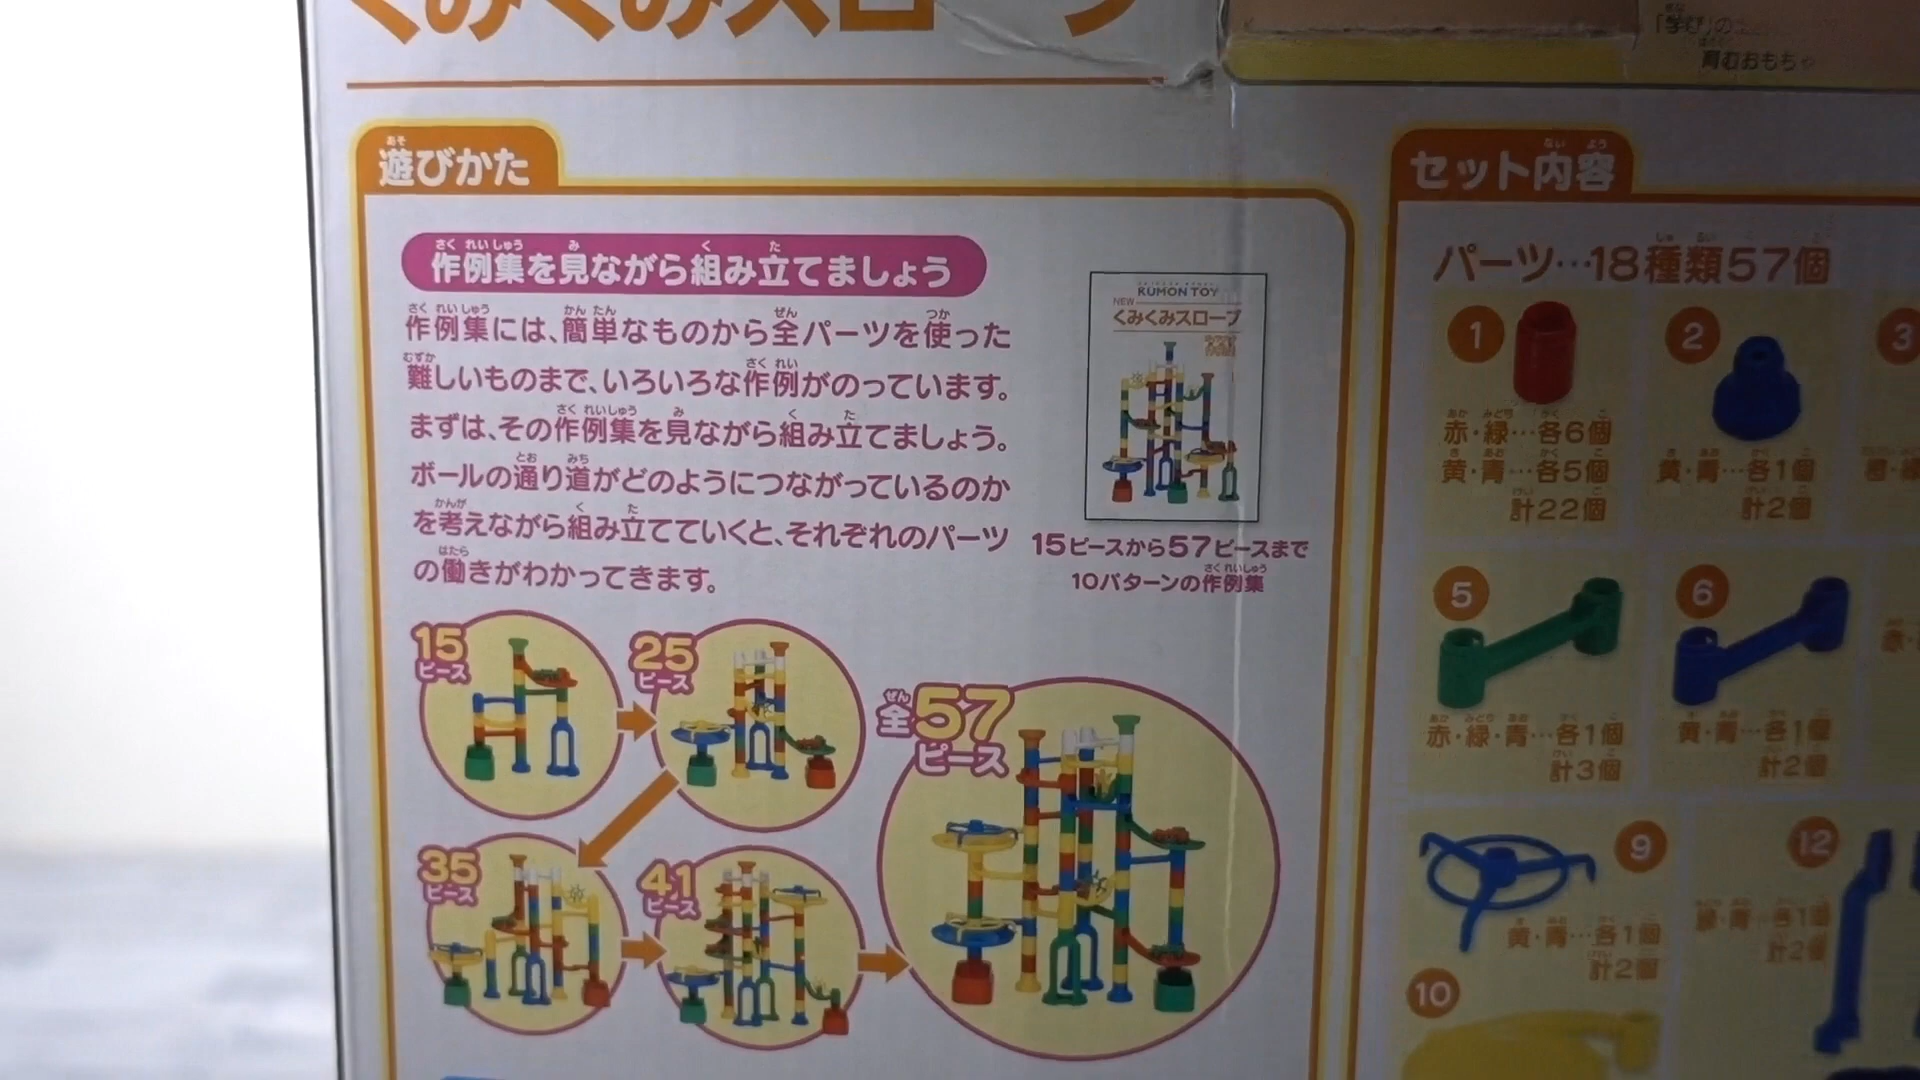 くみくみスロープ
「学び」の
育むおもちゃ
遊びかた
作例集を見ながら組み立てましょう
作例集には、簡単なものから全パーツを使った
難しいものまで、いろいろな作例がのっています。
まずは、その作例集を見ながら組み立てましょう。
ボールの通り道がどのようにつながっているのか
を考えながら組み立てていくと、それぞれのパーツ
の働きがわかってきます。
KUMON TOY
NEW
くみくみスロープ
15ピースから57ピースまで
10パターンの作例集
15
ピース
25
ピース
35
ピース
41
ピース
全57
ピース
セット内容
パーツ…18種類57個
1
赤・緑…各6個
黄・青…各5個
計22個
2
黄・青…各1個
計2個
3
5
赤・緑・青…各1個
計3個
6
黄・青…各1個
計2個
9
黄・青…各1個
計2個
12
緑・青…各1個
計2個
10